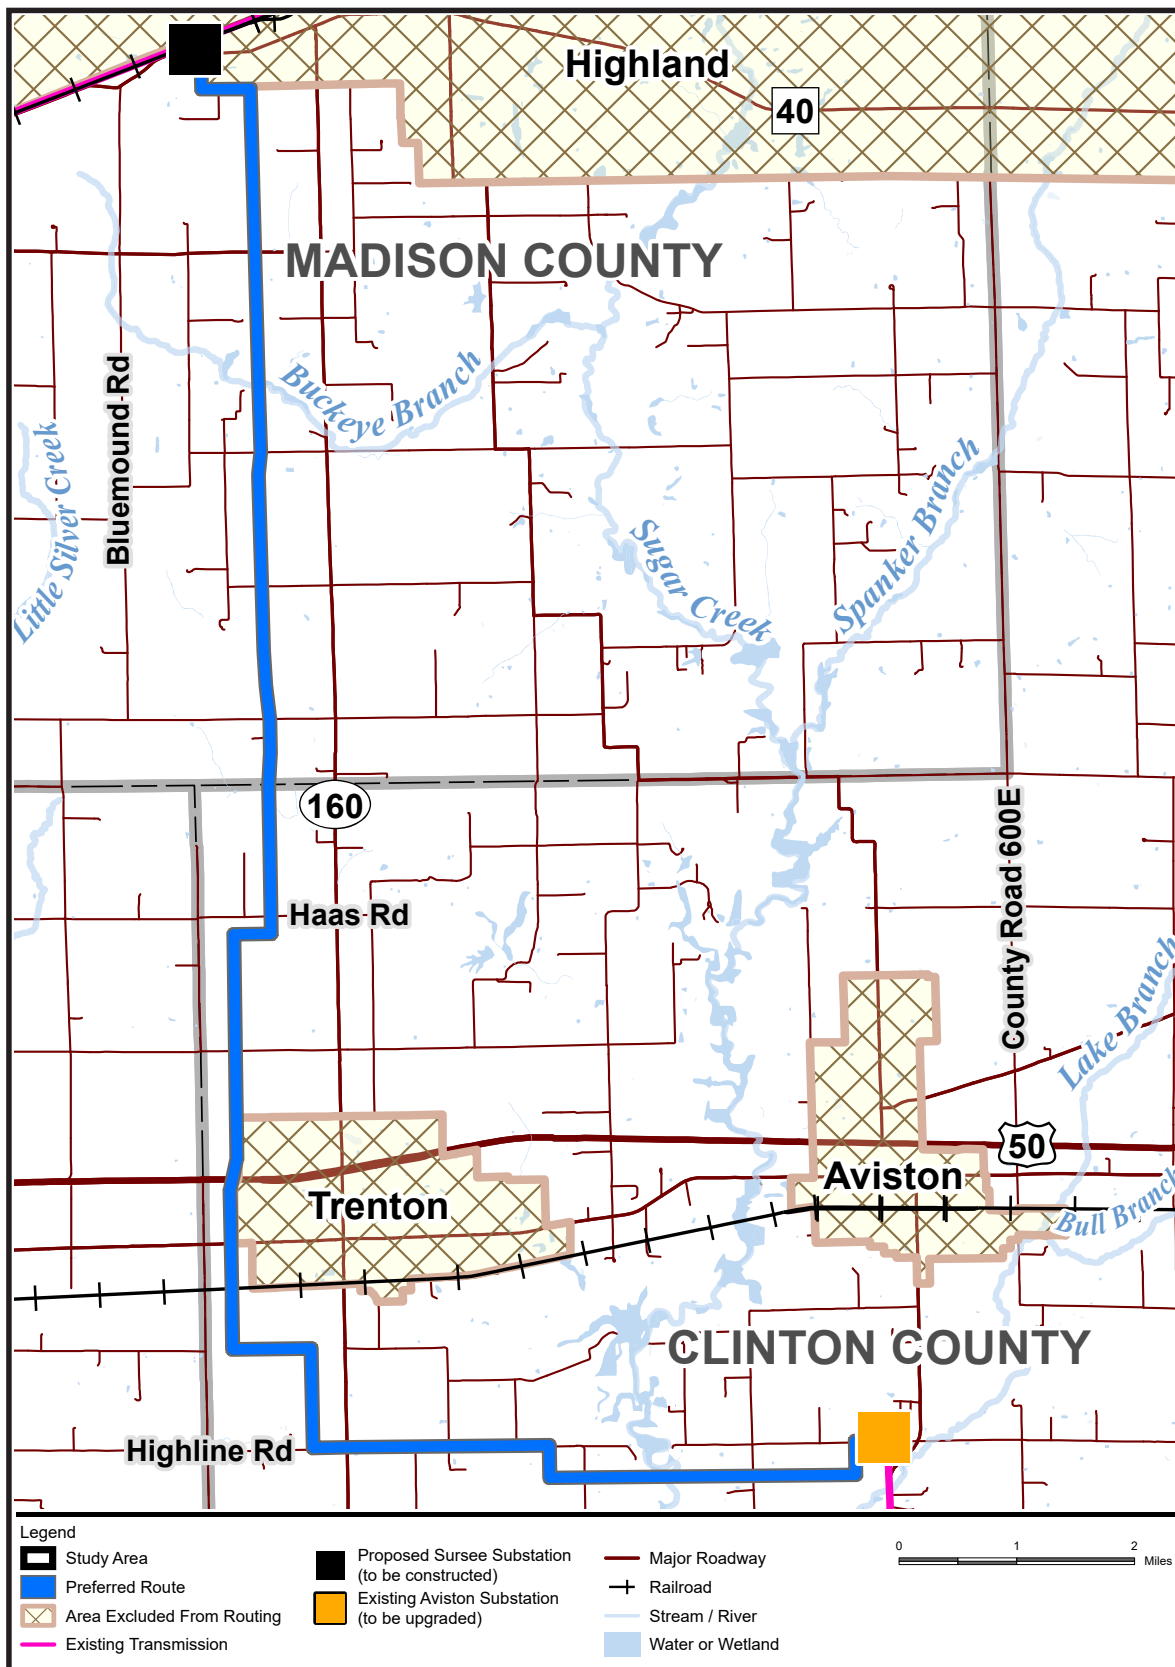 Highland
40
MADISON COUNTY
Bluemound Rd
Buckeye Branch
Little Silver Creek
Sugar Creek
Spanker Branch
160
County Road 600E
Haas Rd
Lake Branch
50
Aviston
Trenton
Bull Branch
CLINTON COUNTY
Highline Rd
Legend
Study Area
Preferred Route
Area Excluded From Routing
Existing Transmission
Proposed Sursee Substation
(to be constructed)
Existing Aviston Substation
(to be upgraded)
Major Roadway
Railroad
Stream / River
Water or Wetland
0 1 2
Miles